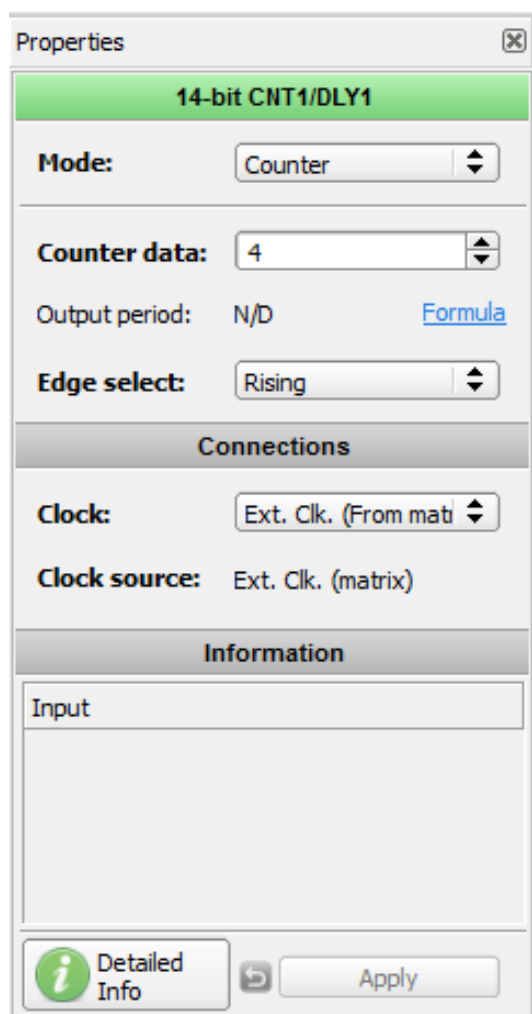 Properties
14-bit CNT1/DLY1
Mode: Counter
Counter data: 4
Output period: N/D Formula
Edge select: Rising
Connections
Clock: Ext. Clk. (From mat
Clock source: Ext. Clk. (matrix)
Information
Input
Detailed
Info
Apply